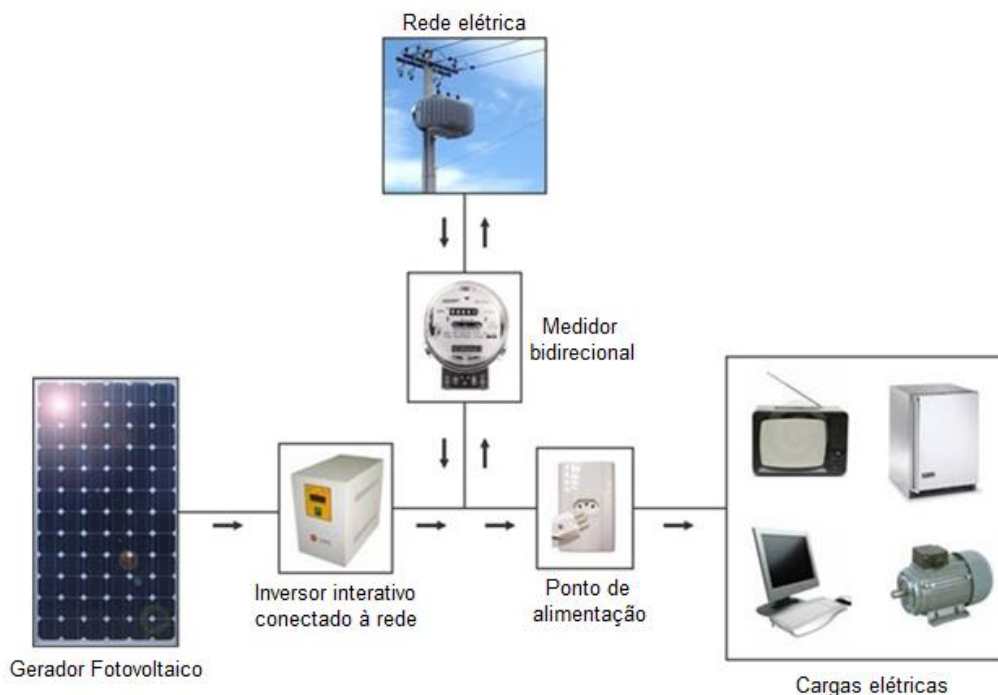 Rede elétrica
Medidor
bidirecional
Inversor interativo
conectado à rede
Ponto de
alimentação
Gerador Fotovoltaico
Cargas elétricas